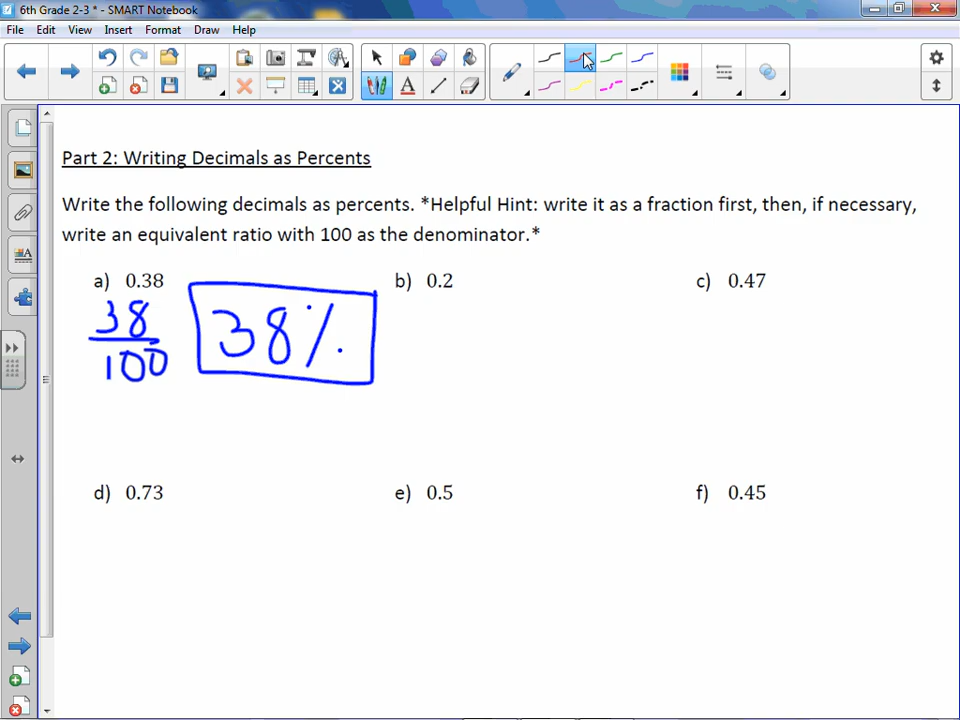 6th Grade 2-3 * - SMART Notebook
File Edit View Insert Format Draw Help
Part 2: Writing Decimals as Percents
Write the following decimals as percents. *Helpful Hint: write it as a fraction first, then, if necessary,
write an equivalent ratio with 100 as the denominator.*
a) 0.38 b) 0.2 c) 0.47
38
100
38%
d) 0.73 e) 0.5 f) 0.45